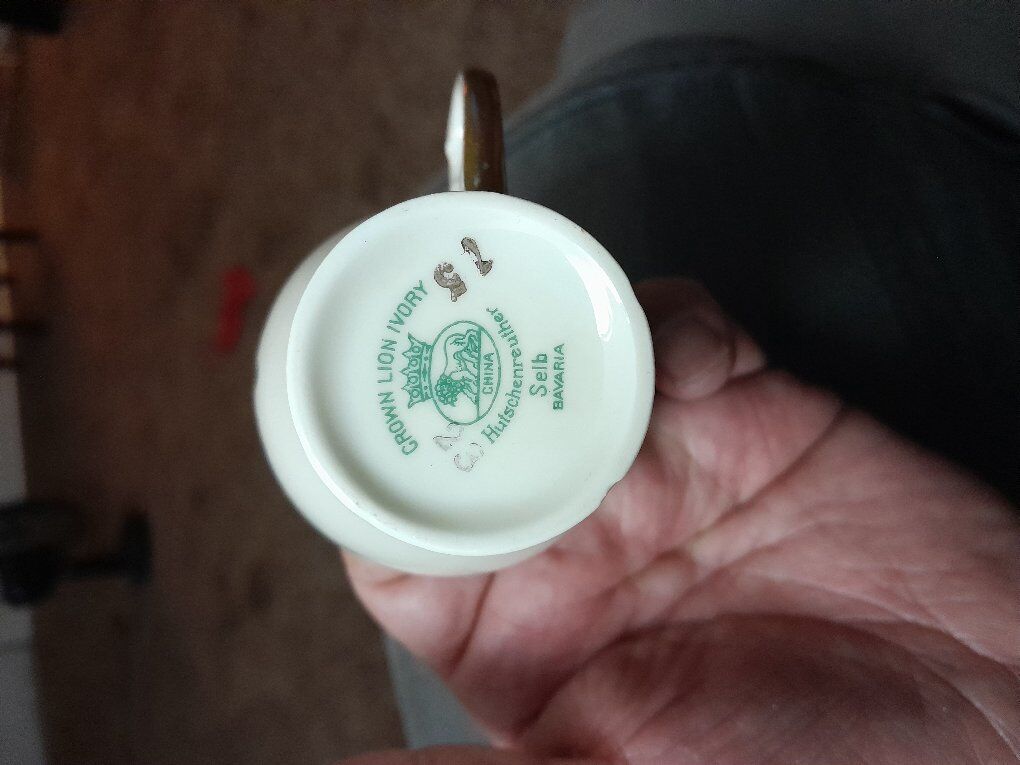 CROWN LION IVORY
CHINA
Hutschenreuther
Selb
BAVARIA